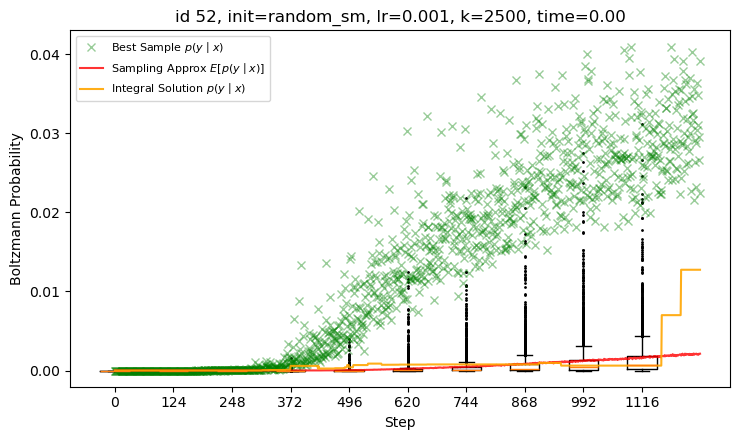 id 52, init=random_sm, lr=0.001, k=2500, time=0.00
Best Sample p(y | x)
Sampling Approx E[p(y | x)]
Integral Solution p(y | x)
Boltzmann Probability
0.04
0.03
0.02
0.01
0.00
0 124 248 372 496 620 744 868 992 1116
Step